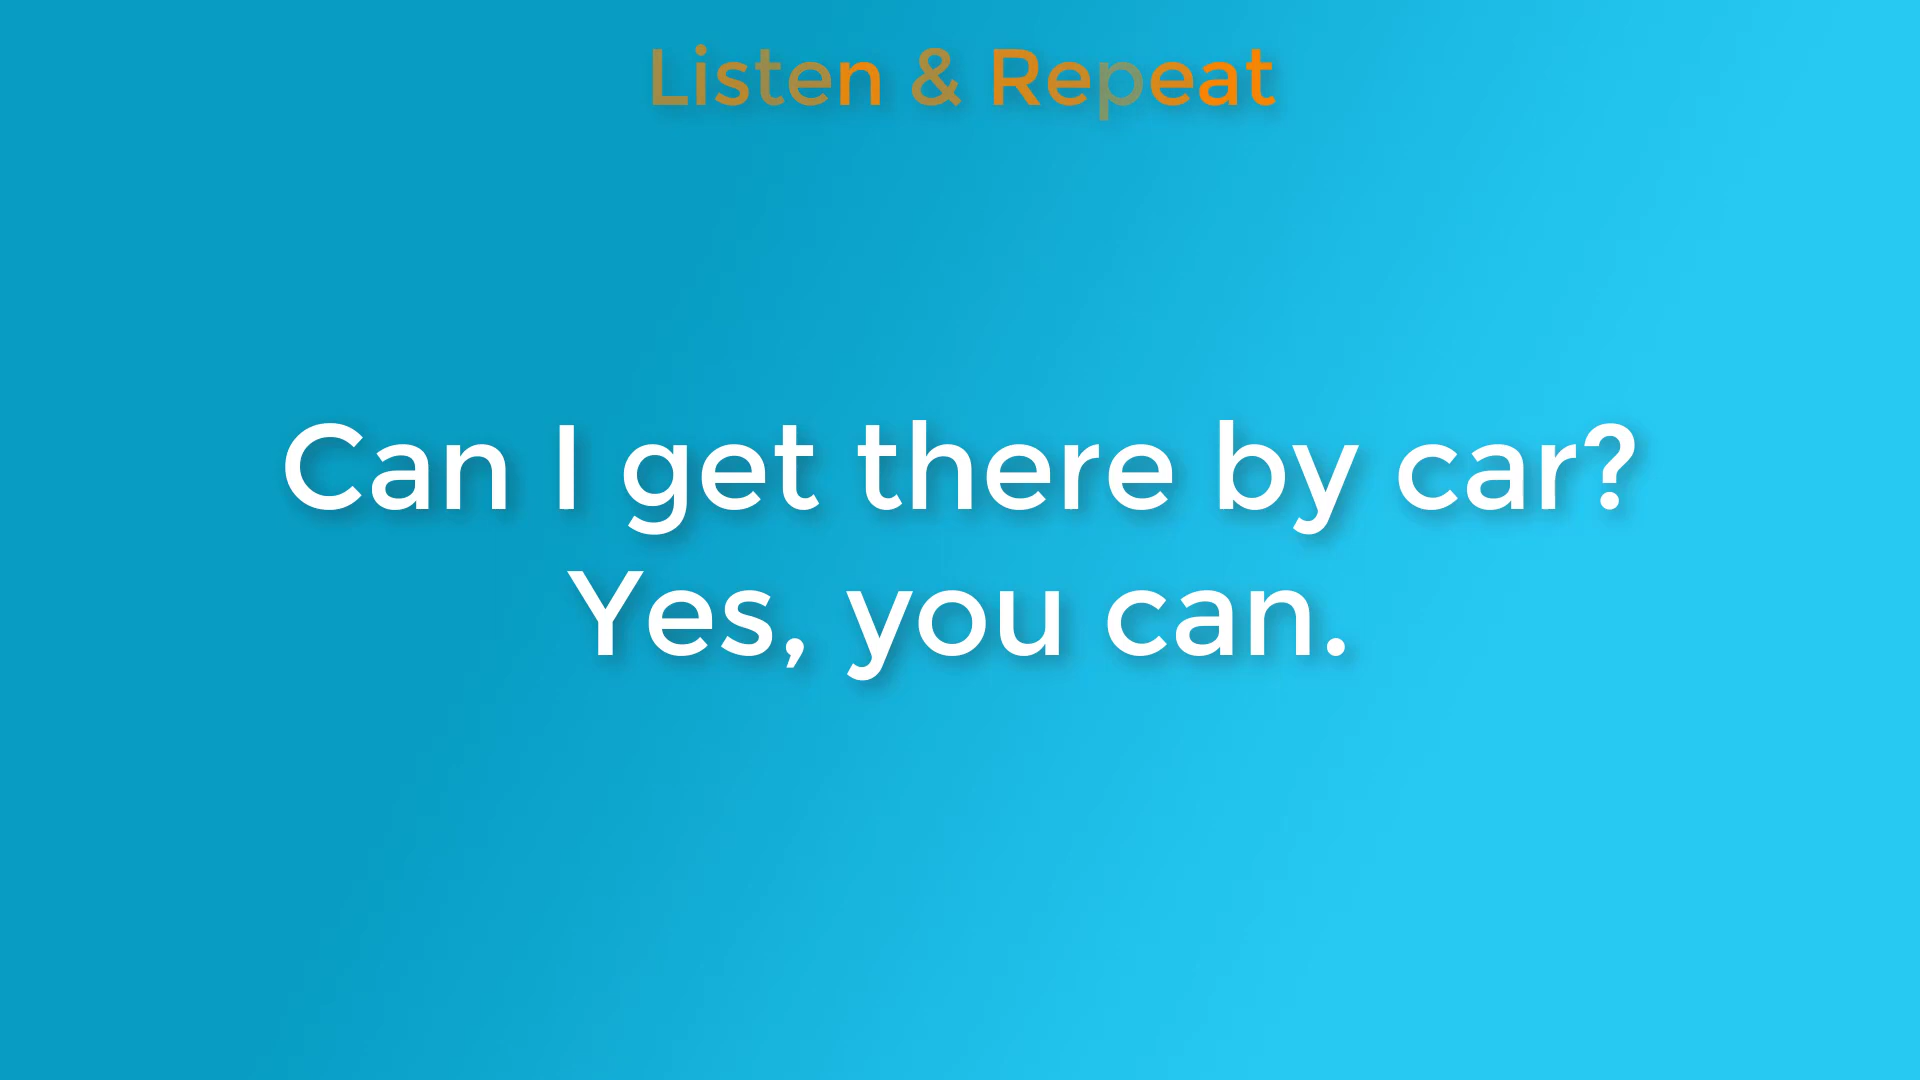 Listen & Repeat
Can I get there by car?
Yes, you can.